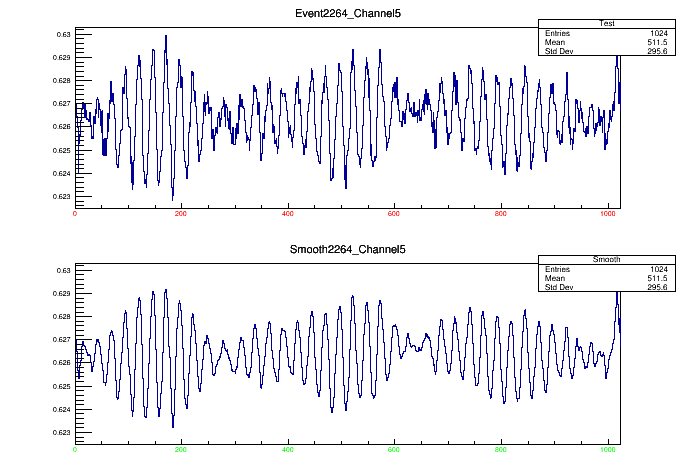 Event2264_Channel5
Test
Entries 1024
Mean 511.5
Std Dev 295.6
0.63
0.629
0.628
0.627
0.626
0.625
0.624
0.623
0 200 400 600 800 1000
Smooth2264_Channel5
Smooth
Entries 1024
Mean 511.5
Std Dev 295.6
0.63
0.629
0.628
0.627
0.626
0.625
0.624
0.623
0 200 400 600 800 1000